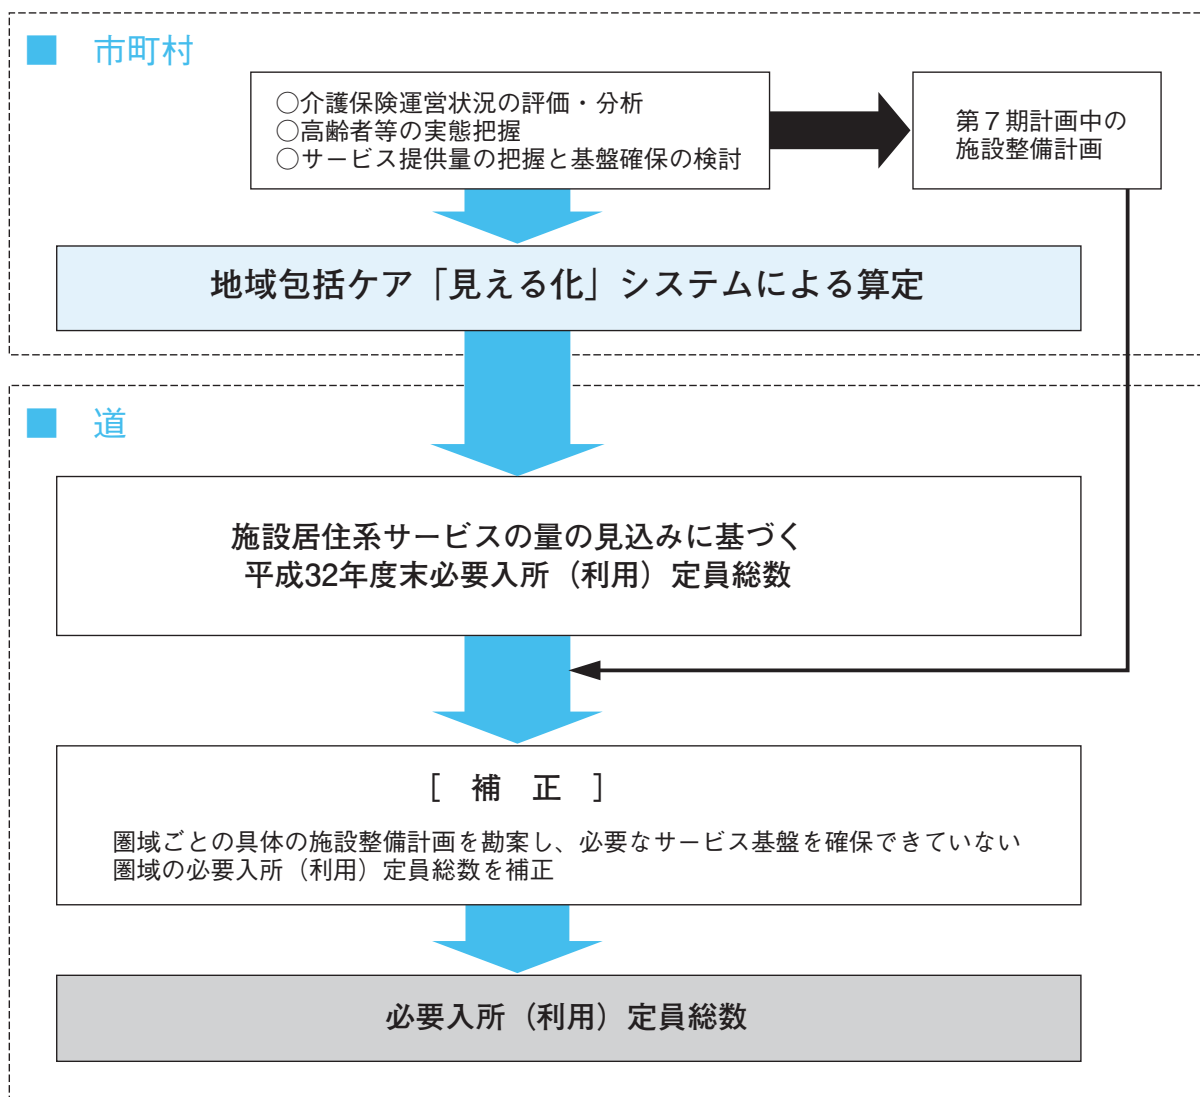 ■ 市町村
○介護保険運営状況の評価・分析
○高齢者等の実態把握
○サービス提供量の把握と基盤確保の検討
第７期計画中の
施設整備計画
地域包括ケア「見える化」システムによる算定
■ 道
施設居住系サービスの量の見込みに基づく
平成32年度末必要入所（利用）定員総数
［　補　正　］
圏域ごとの具体の施設整備計画を勘案し、必要なサービス基盤を確保できていない
圏域の必要入所（利用）定員総数を補正
必要入所（利用）定員総数